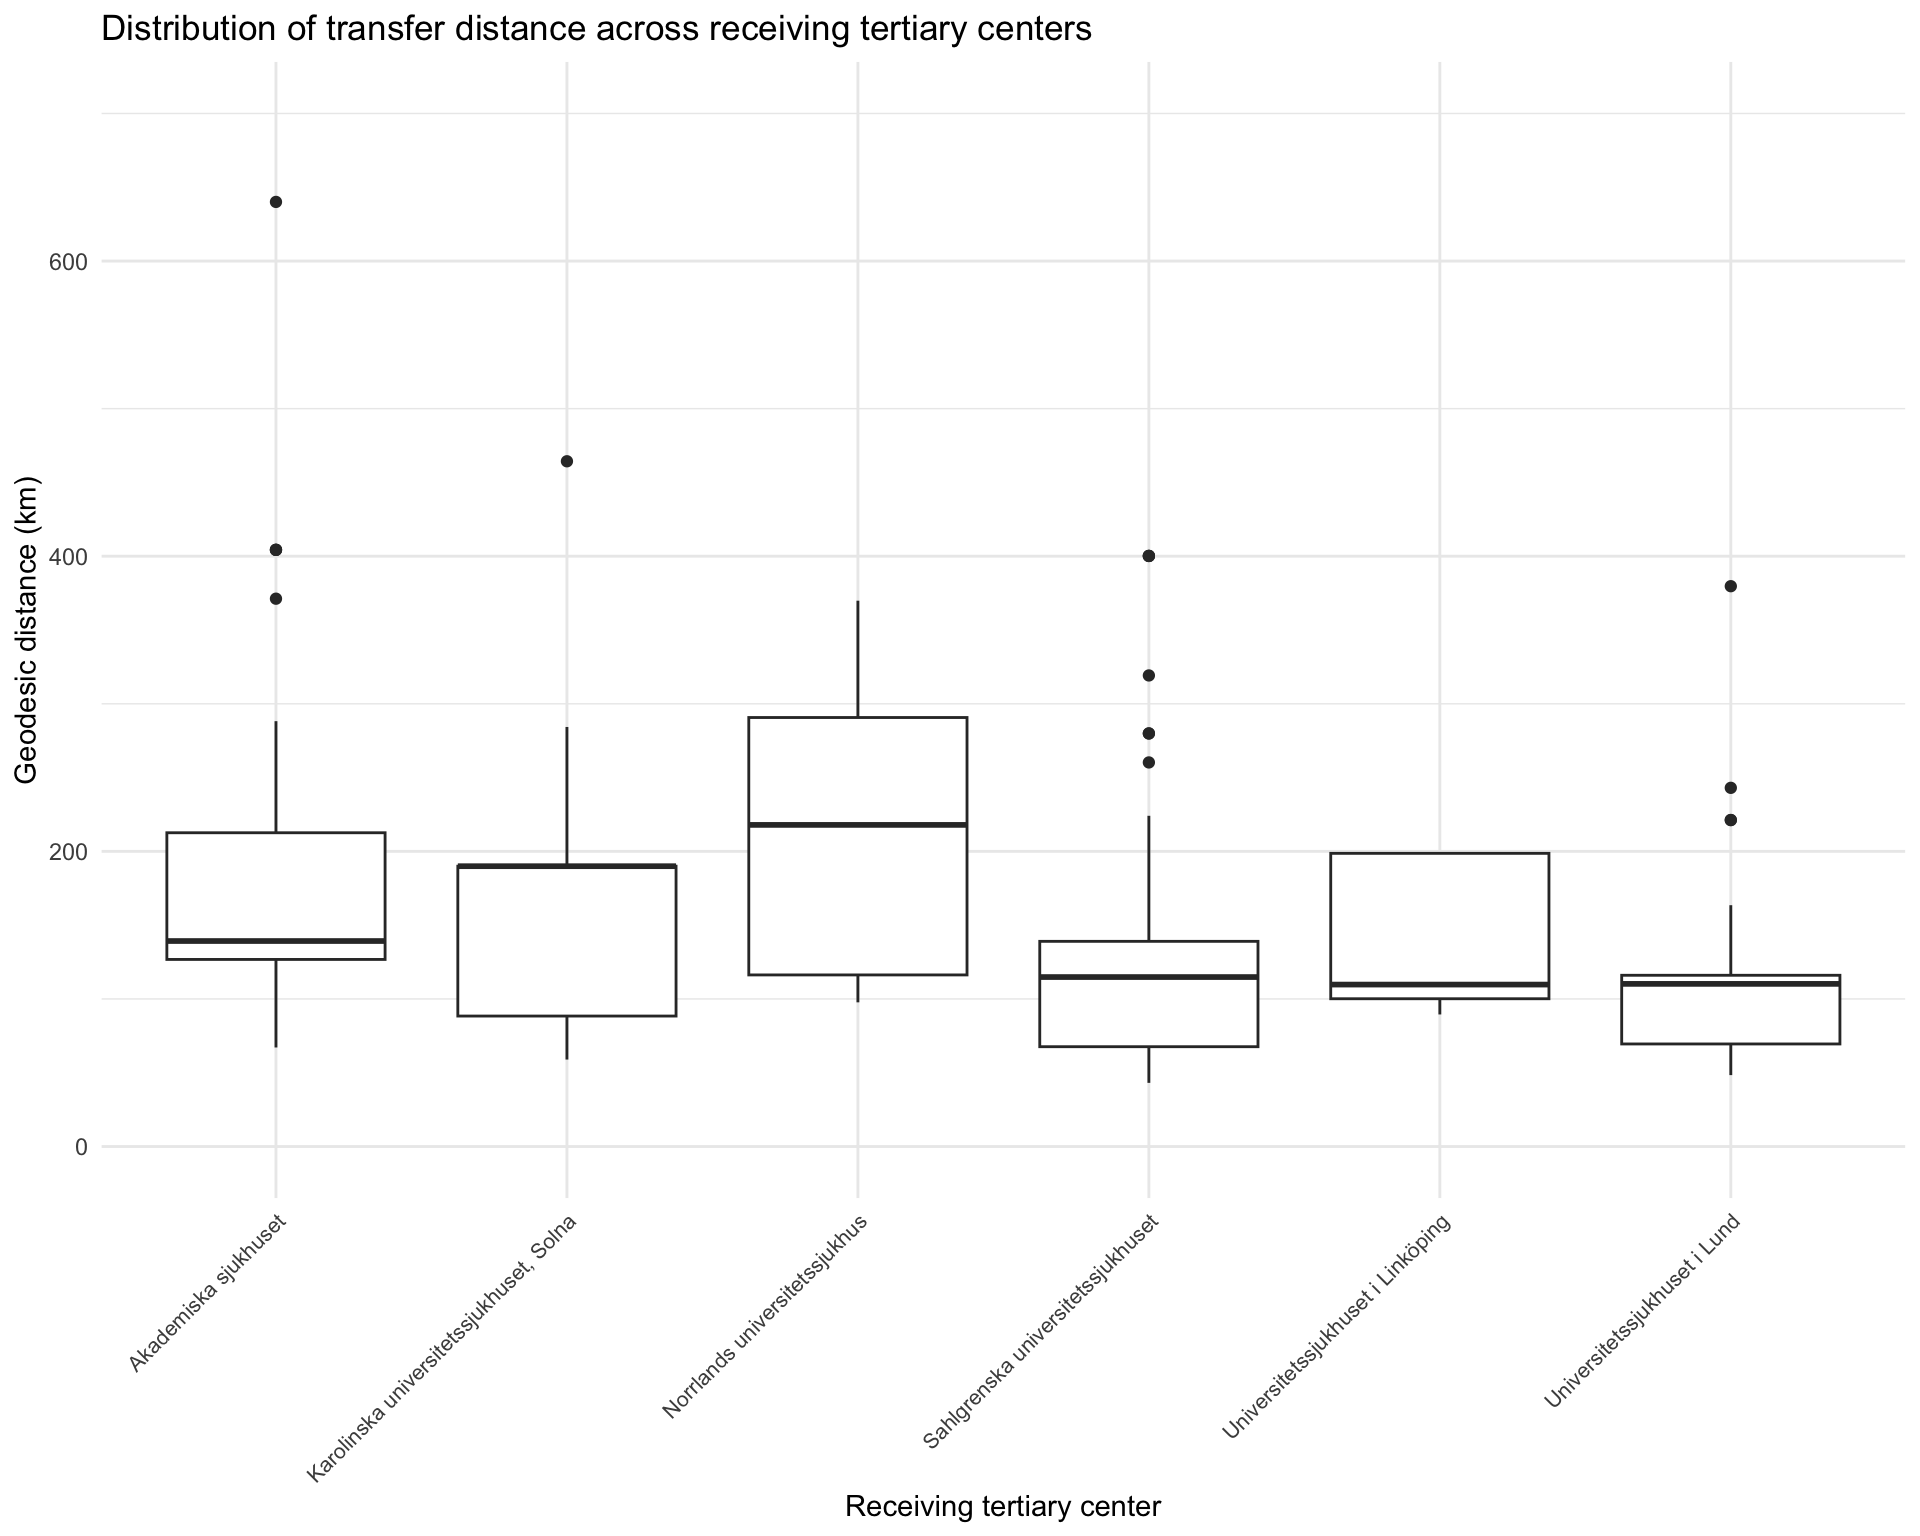 Distribution of transfer distance across receiving tertiary centers
Geodesic distance (km)
600
400
200
0
Akademiska sjukhuset
Karolinska universitetssjukhuset, Solna
Norrlands universitetssjukhus
Sahlgrenska universitetssjukhuset
Universitetssjukhuset i Linköping
Universitetssjukhuset i Lund
Receiving tertiary center